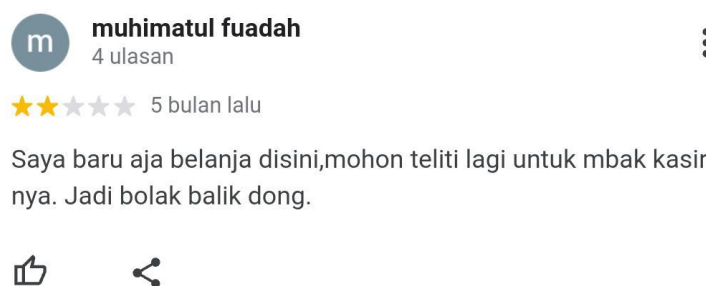 m
muhimatul fuadah
4 ulasan
5 bulan lalu
Saya baru aja belanja disini,mohon teliti lagi untuk mbak kasir
nya. Jadi bolak balik dong.